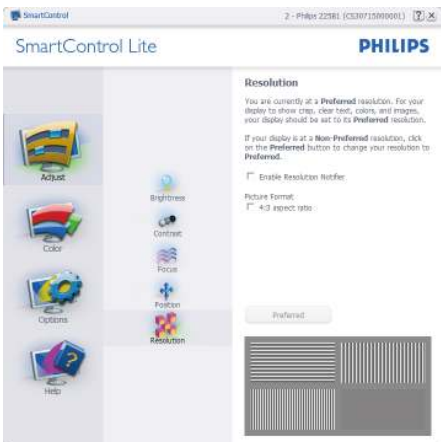 SmartControl
2 - Philips 225B1 (CS30715000001)
SmartControl Lite
PHILIPS
Adjust
Color
Options
Help
Brightness
Contrast
Focus
Position
Resolution
Resolution
You are currently at a Preferred resolution. For your
display to show crisp, clear text, colors, and images,
your display should be set to its Preferred resolution.
If your display is at a Non-Preferred resolution, click
on the Preferred button to change your resolution to
Preferred.
Enable Resolution Notifier
Picture Format
4:3 aspect ratio
Preferred